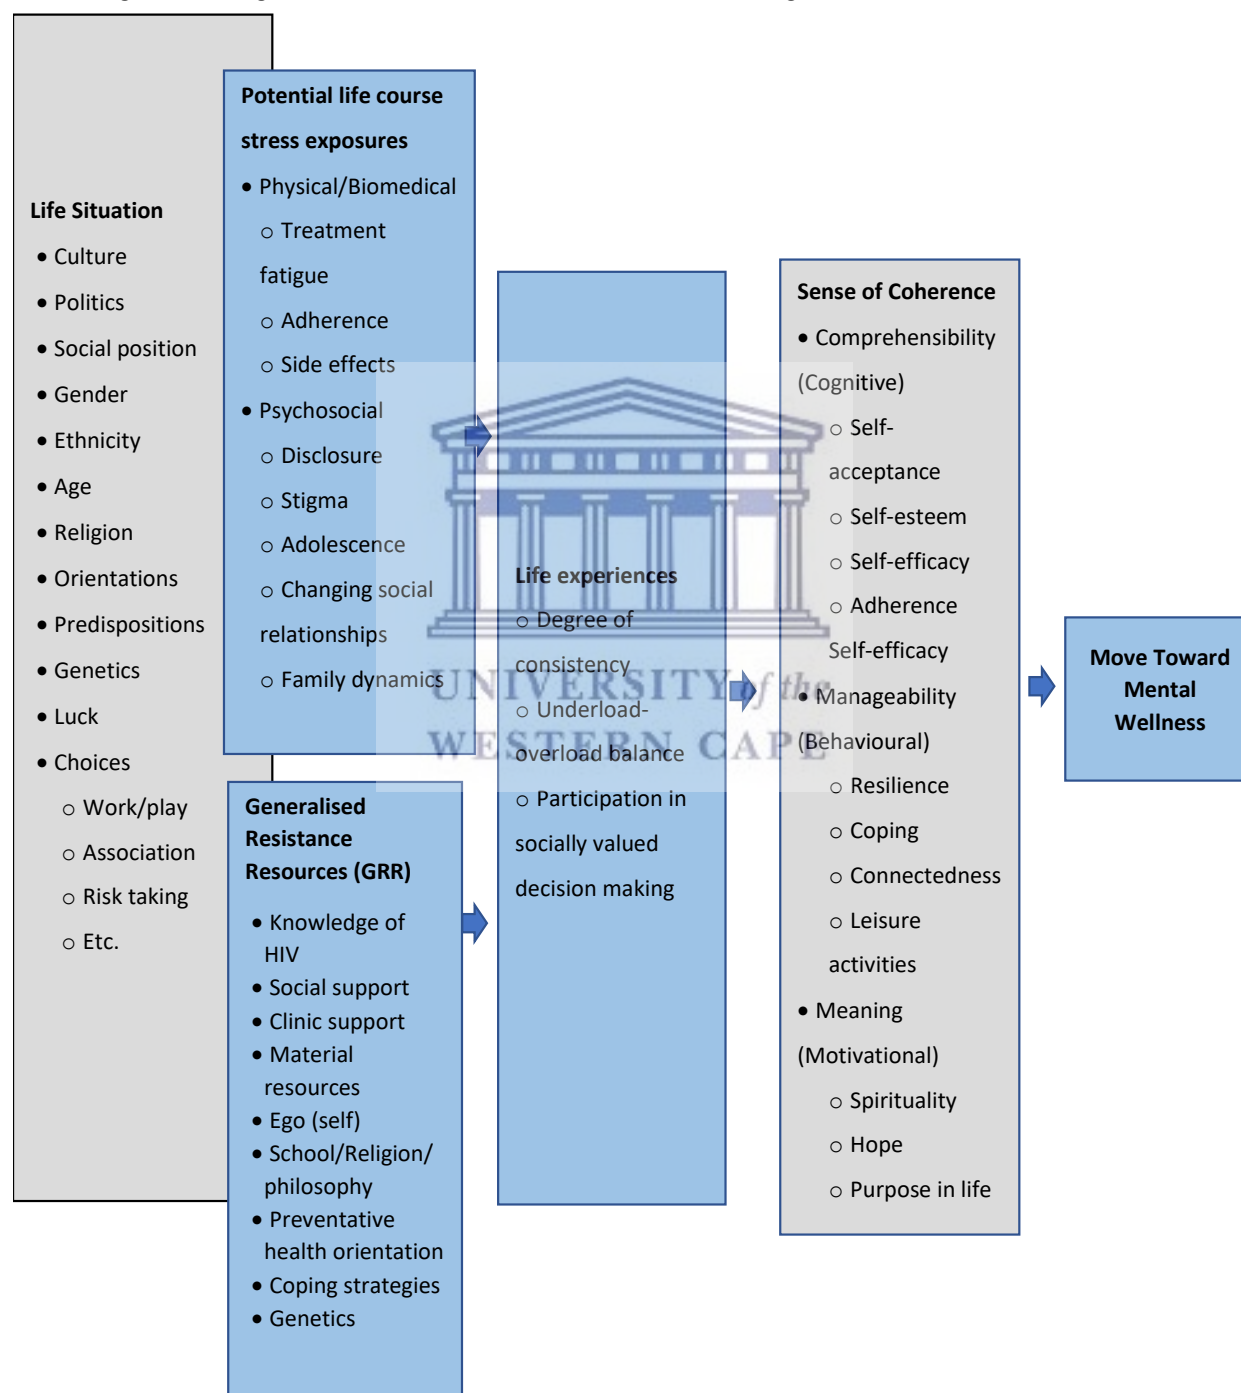 Life Situation
• Culture
• Politics
• Social position
• Gender
• Ethnicity
• Age
• Religion
• Orientations
• Predispositions
• Genetics
• Luck
• Choices
o Work/play
o Association
o Risk taking
o Etc.
Potential life course
stress exposures
• Physical/Biomedical
o Treatment
fatigue
o Adherence
o Side effects
• Psychosocial
o Disclosure
o Stigma
o Adolescence
o Changing social
relationships
o Family dynamics
Generalised
Resistance
Resources (GRR)
• Knowledge of
HIV
• Social support
• Clinic support
• Material
resources
• Ego (self)
• School/Religion/
philosophy
• Preventative
health orientation
• Coping strategies
• Genetics
Life experiences
o Degree of
consistency
o Underload-
overload balance
o Participation in
socially valued
decision making
Sense of Coherence
• Comprehensibility
(Cognitive)
o Self-
acceptance
o Self-esteem
o Self-efficacy
o Adherence
Self-efficacy
• Manageability
(Behavioural)
o Resilience
o Coping
o Connectedness
o Leisure
activities
• Meaning
(Motivational)
o Spirituality
o Hope
o Purpose in life
Move Toward
Mental
Wellness
UNIVERSITY of the
WESTERN CAPE